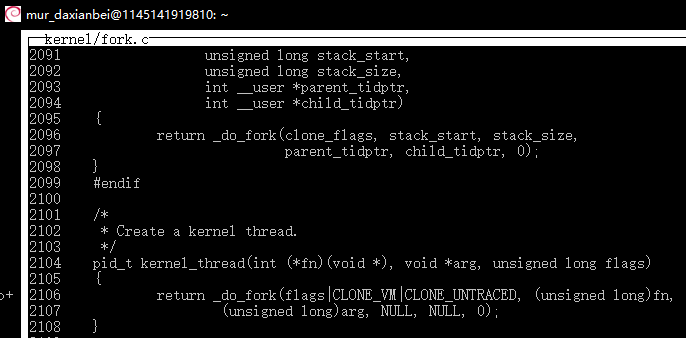 mur_daxianbei@1145141919810: ~
kernel/fork.c
2091 unsigned long stack_start,
2092 unsigned long stack_size,
2093 int __user *parent_tidptr,
2094 int __user *child_tidptr)
2095 {
2096 return _do_fork(clone_flags, stack_start, stack_size,
2097 parent_tidptr, child_tidptr, 0);
2098 }
2099 #endif
2100
2101 /*
2102 * Create a kernel thread.
2103 */
2104 pid_t kernel_thread(int (*fn)(void *), void *arg, unsigned long flags)
2105 {
2106 return _do_fork(flags|CLONE_VM|CLONE_UNTRACED, (unsigned long)fn,
2107 (unsigned long)arg, NULL, NULL, 0);
2108 }